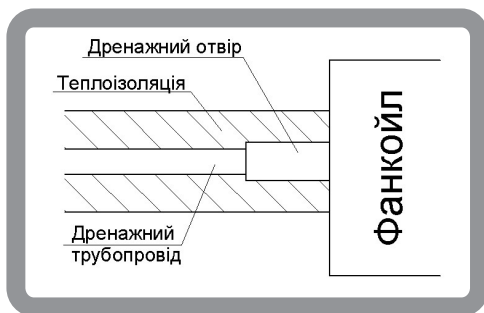 Дренажний отвір
Теплоізоляція
Фанкойл
Дренажний
трубопровід